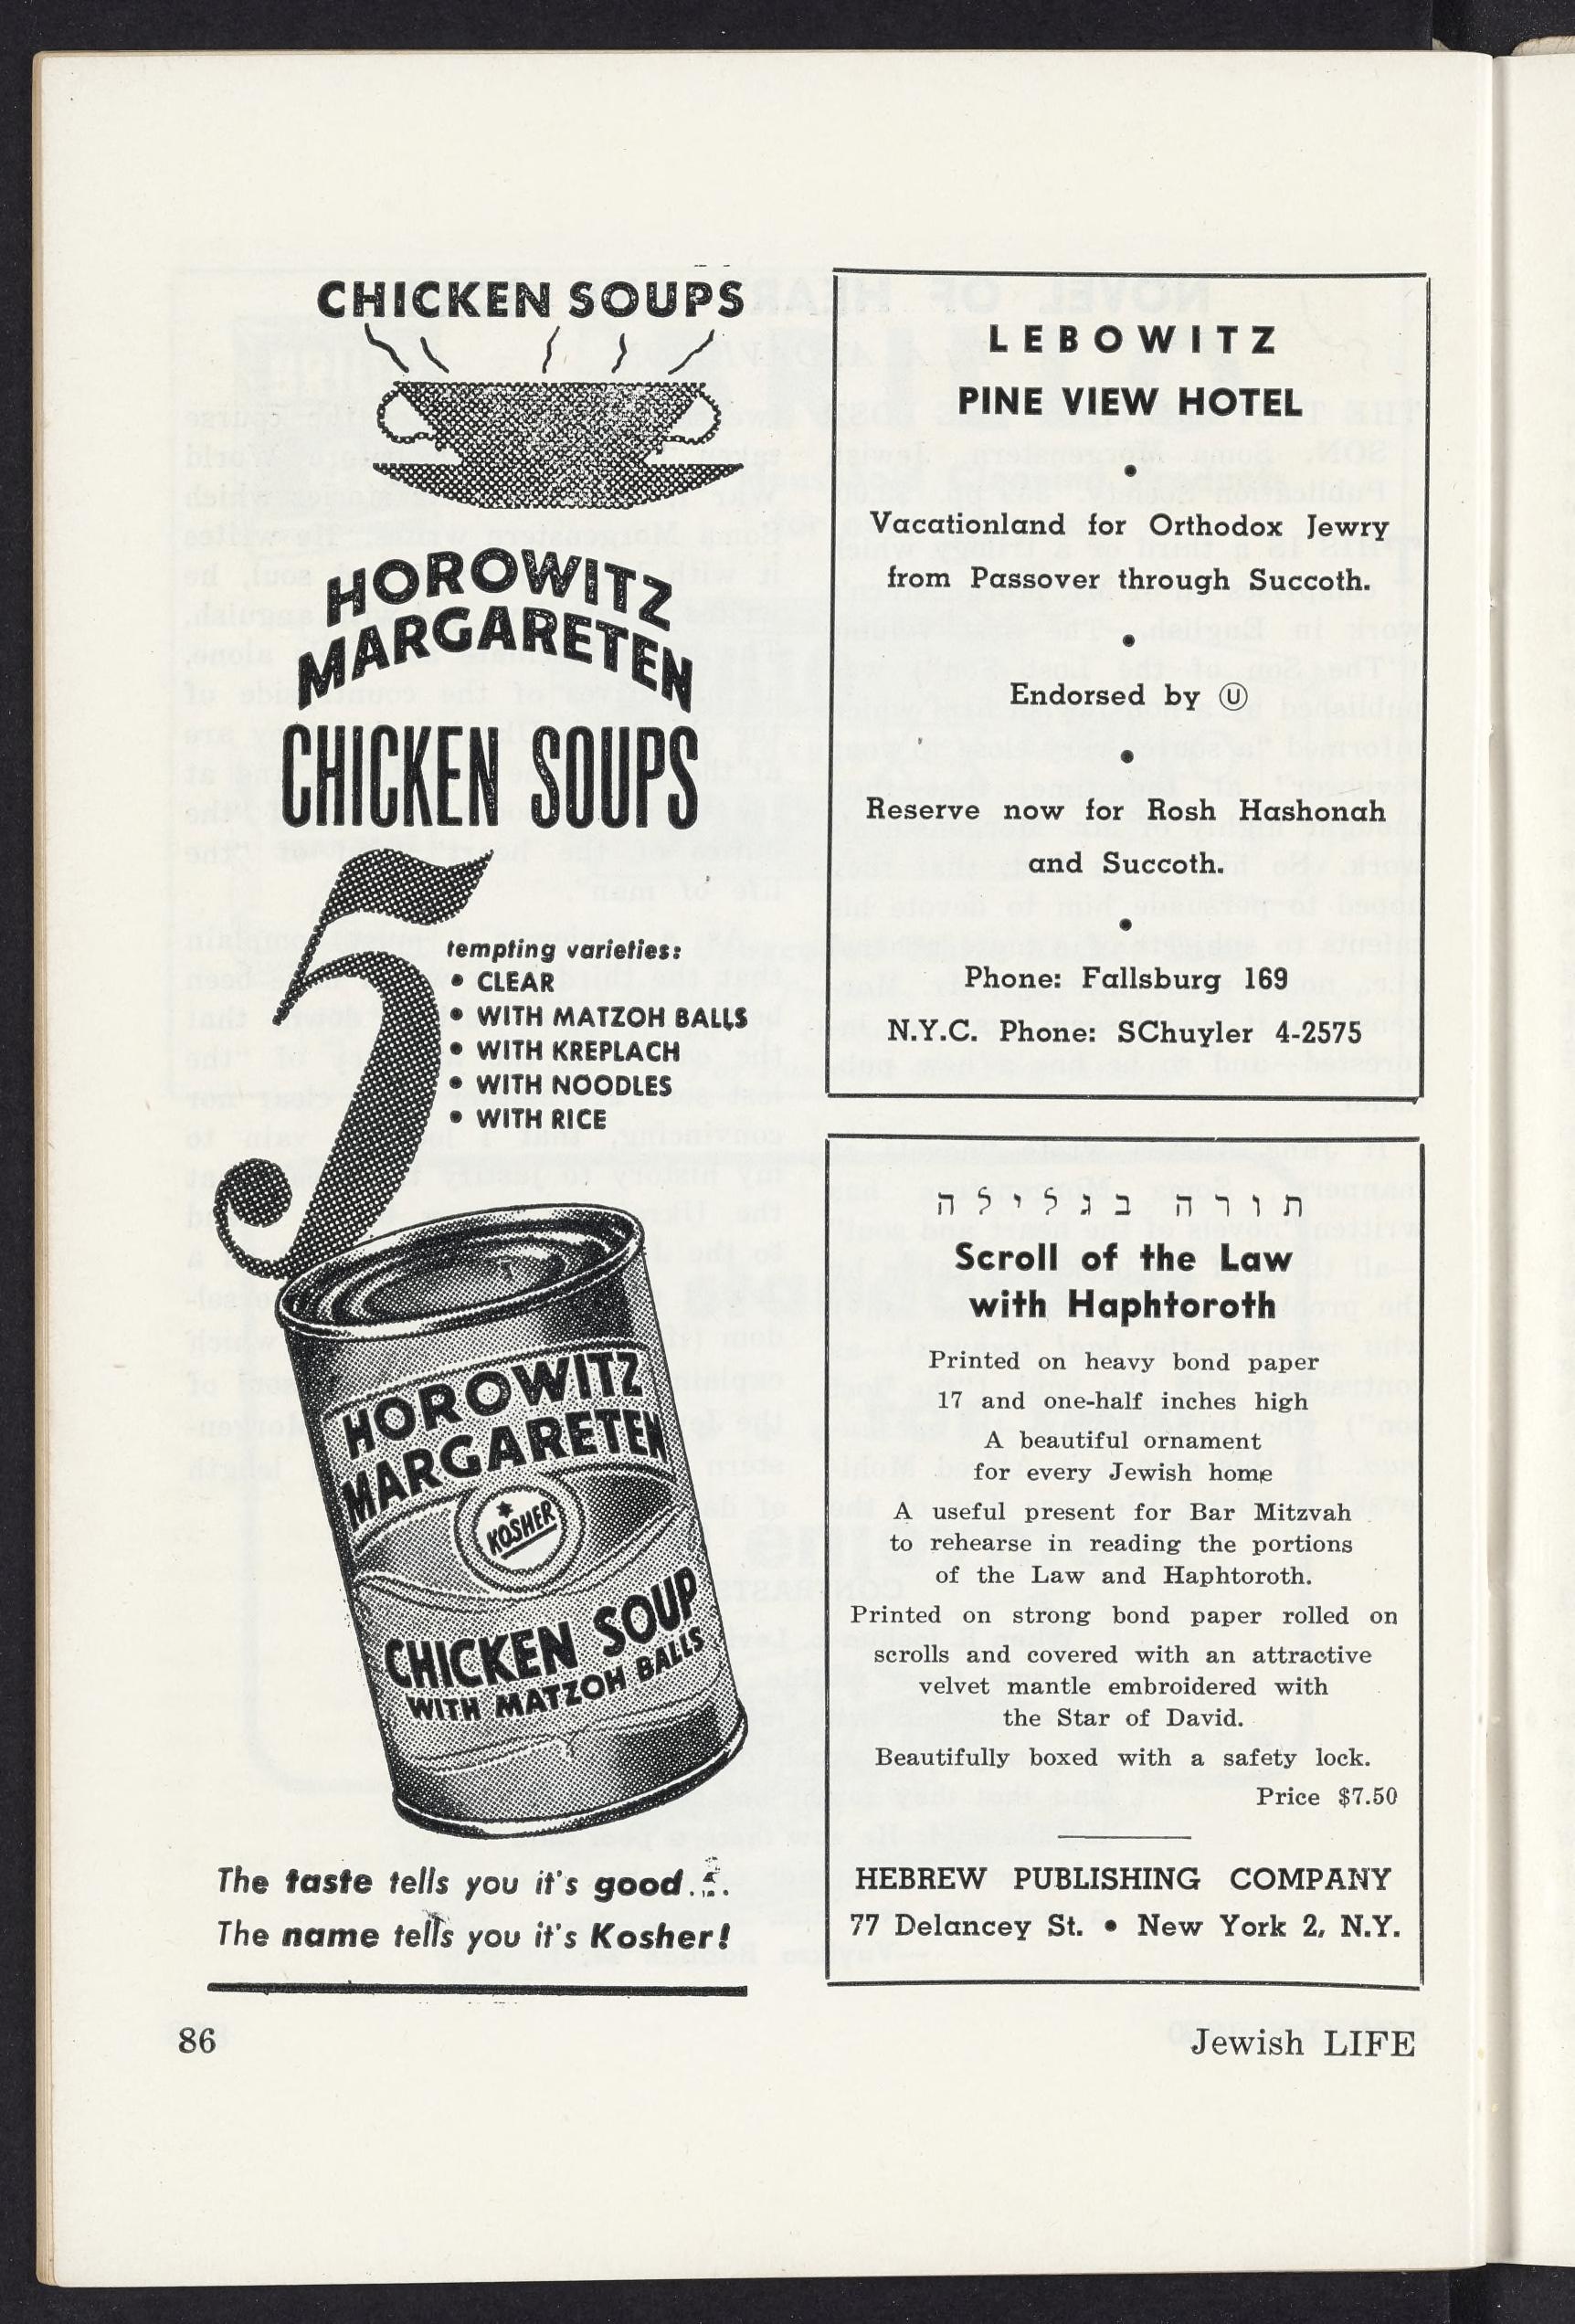 CHICKEN SOUPS
HOROWITZ
MARGARETEN
CHICKEN SOUPS
5
tempting varieties:
• CLEAR
• WITH MATZOH BALLS
• WITH KREPLACH
• WITH NOODLES
• WITH RICE
HOROWITZ
MARGARETEN
KOSHER
CHICKEN SOUP
WITH MATZOH BALLS
The taste tells you it's good...
The name tells you it's Kosher!
LEBOWITZ
PINE VIEW HOTEL
•
Vacationland for Orthodox Jewry
from Passover through Succoth.
•
Endorsed by Ⓤ
•
Reserve now for Rosh Hashonah
and Succoth.
•
Phone: Fallsburg 169
N.Y.C. Phone: SChuyler 4-2575
תורה בגלילה
Scroll of the Law
with Haphtoroth
Printed on heavy bond paper
17 and one-half inches high
A beautiful ornament
for every Jewish home
A useful present for Bar Mitzvah
to rehearse in reading the portions
of the Law and Haphtoroth.
Printed on strong bond paper rolled on
scrolls and covered with an attractive
velvet mantle embroidered with
the Star of David.
Beautifully boxed with a safety lock.
Price $7.50
HEBREW PUBLISHING COMPANY
77 Delancey St. • New York 2, N.Y.
86
Jewish LIFE